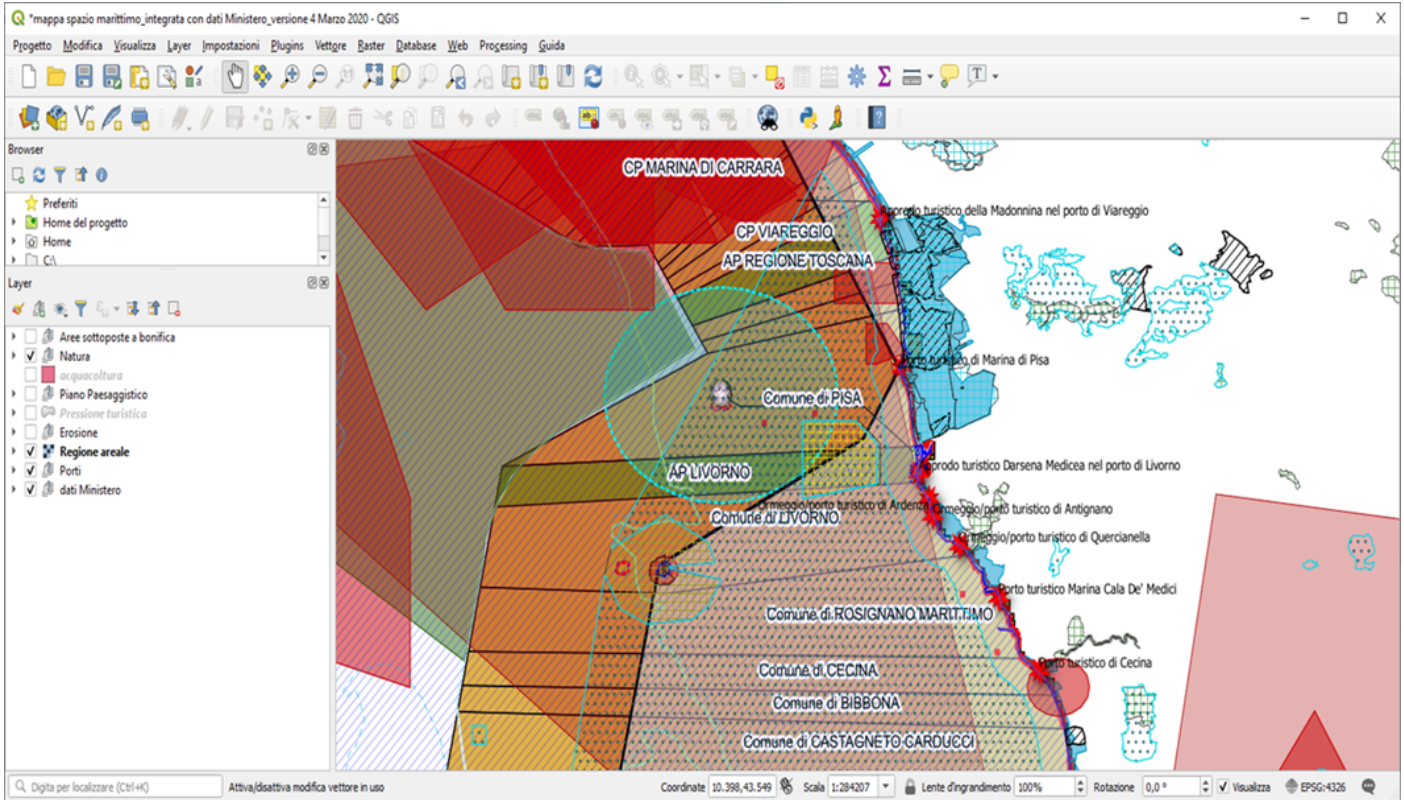 *mappa spazio marittimo_integrata con dati Ministero_versione 4 Marzo 2020 - QGIS
Progetto Modifica Visualizza Layer Impostazioni Plugins Vettore Raster Database Web Processing Guida
Browser
Preferiti
Home del progetto
Home
C:\
Layer
Aree sottoposte a bonifica
Natura
acquacoltura
Piano Paesaggistico
Pressione turistica
Erosione
Regione areale
Porti
dati Ministero
CP MARINA DI CARRARA
Approdo turistico della Madonnina nel porto di Viareggio
CP VIAREGGIO
AP REGIONE TOSCANA
Porto turistico di Marina di Pisa
Comune di PISA
Approdo turistico Darsena Medicea nel porto di Livorno
AP LIVORNO
Ormeggio/porto turistico di Ardenza
Ormeggio/porto turistico di Antignano
Comune di LIVORNO
Ormeggio/porto turistico di Quercianella
Porto turistico Marina Cala De' Medici
Comune di ROSIGNANO MARITTIMO
Porto turistico di Cecina
Comune di CECINA
Comune di BIBBONA
Comune di CASTAGNETO CARDUCCI
Digita per localizzare (Ctrl+K) Attiva/disattiva modifica vettore in uso Coordinate 10.398,43.549 Scala 1:284207 Lente d'ingrandimento 100% Rotazione 0,0 ° Visualizza EPSG:4326